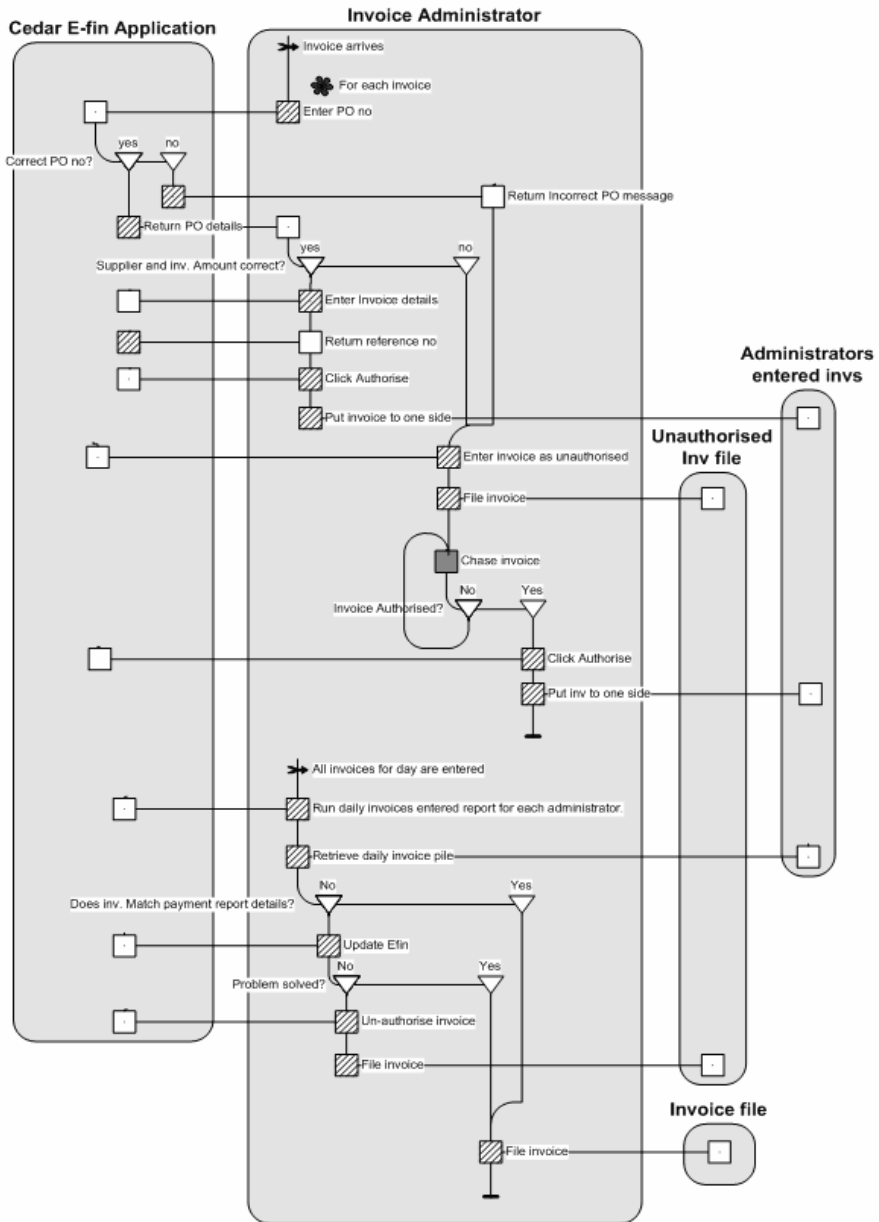 Invoice Administrator
Cedar E-fin Application
Invoice arrives
For each invoice
Enter PO no
yes
no
Correct PO no?
Return Incorrect PO message
Return PO details
yes
no
Supplier and inv. Amount correct?
Enter Invoice details
Return reference no
Administrators
entered invs
Click Authorise
Put invoice to one side
Unauthorised
Inv file
Enter invoice as unauthorised
File invoice
Chase invoice
No
Yes
Invoice Authorised?
Click Authorise
Put inv to one side
All invoices for day are entered
Run daily invoices entered report for each administrator.
Retrieve daily invoice pile
No
Yes
Does inv. Match payment report details?
Update Efin
No
Yes
Problem solved?
Un-authorise invoice
File invoice
Invoice file
File invoice